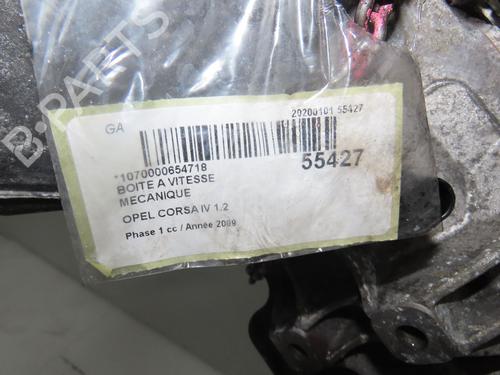 GA
20200101 55427
*1070000654718
55427
BOITE A VITESSE
MECANIQUE
OPEL CORSA IV 1.2
Phase 1 cc / Année 2009
B-PARTS